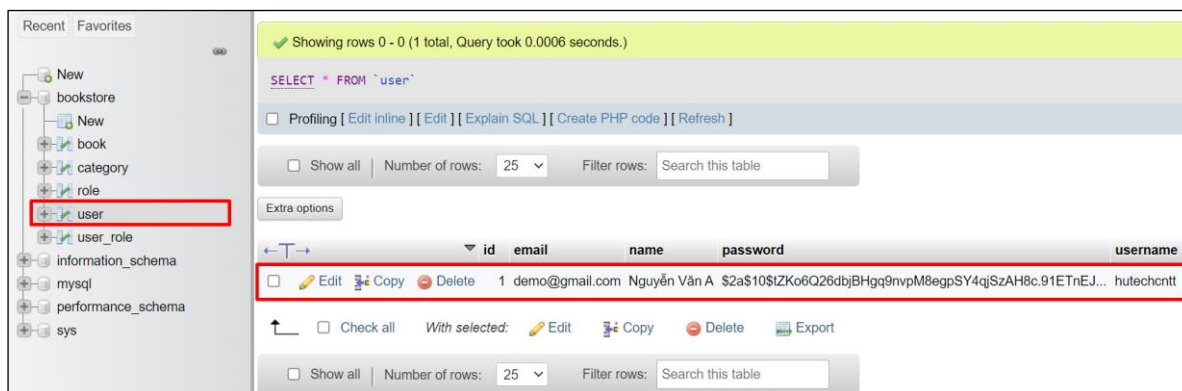 Recent Favorites
New
bookstore
New
book
category
role
user
user_role
information_schema
mysql
performance_schema
sys
Showing rows 0 - 0 (1 total, Query took 0.0006 seconds.)
SELECT * FROM `user`
Profiling [ Edit inline ] [ Edit ] [ Explain SQL ] [ Create PHP code ] [ Refresh ]
Show all | Number of rows: 25 Filter rows: Search this table
Extra options
id email name password username
Edit Copy Delete 1 demo@gmail.com Nguyễn Văn A $2a$10$tZKo6Q26dbjBHgq9nvpM8egpSY4qjSzAH8c.91ETnEJ... hutechcntt
Check all With selected: Edit Copy Delete Export
Show all | Number of rows: 25 Filter rows: Search this table